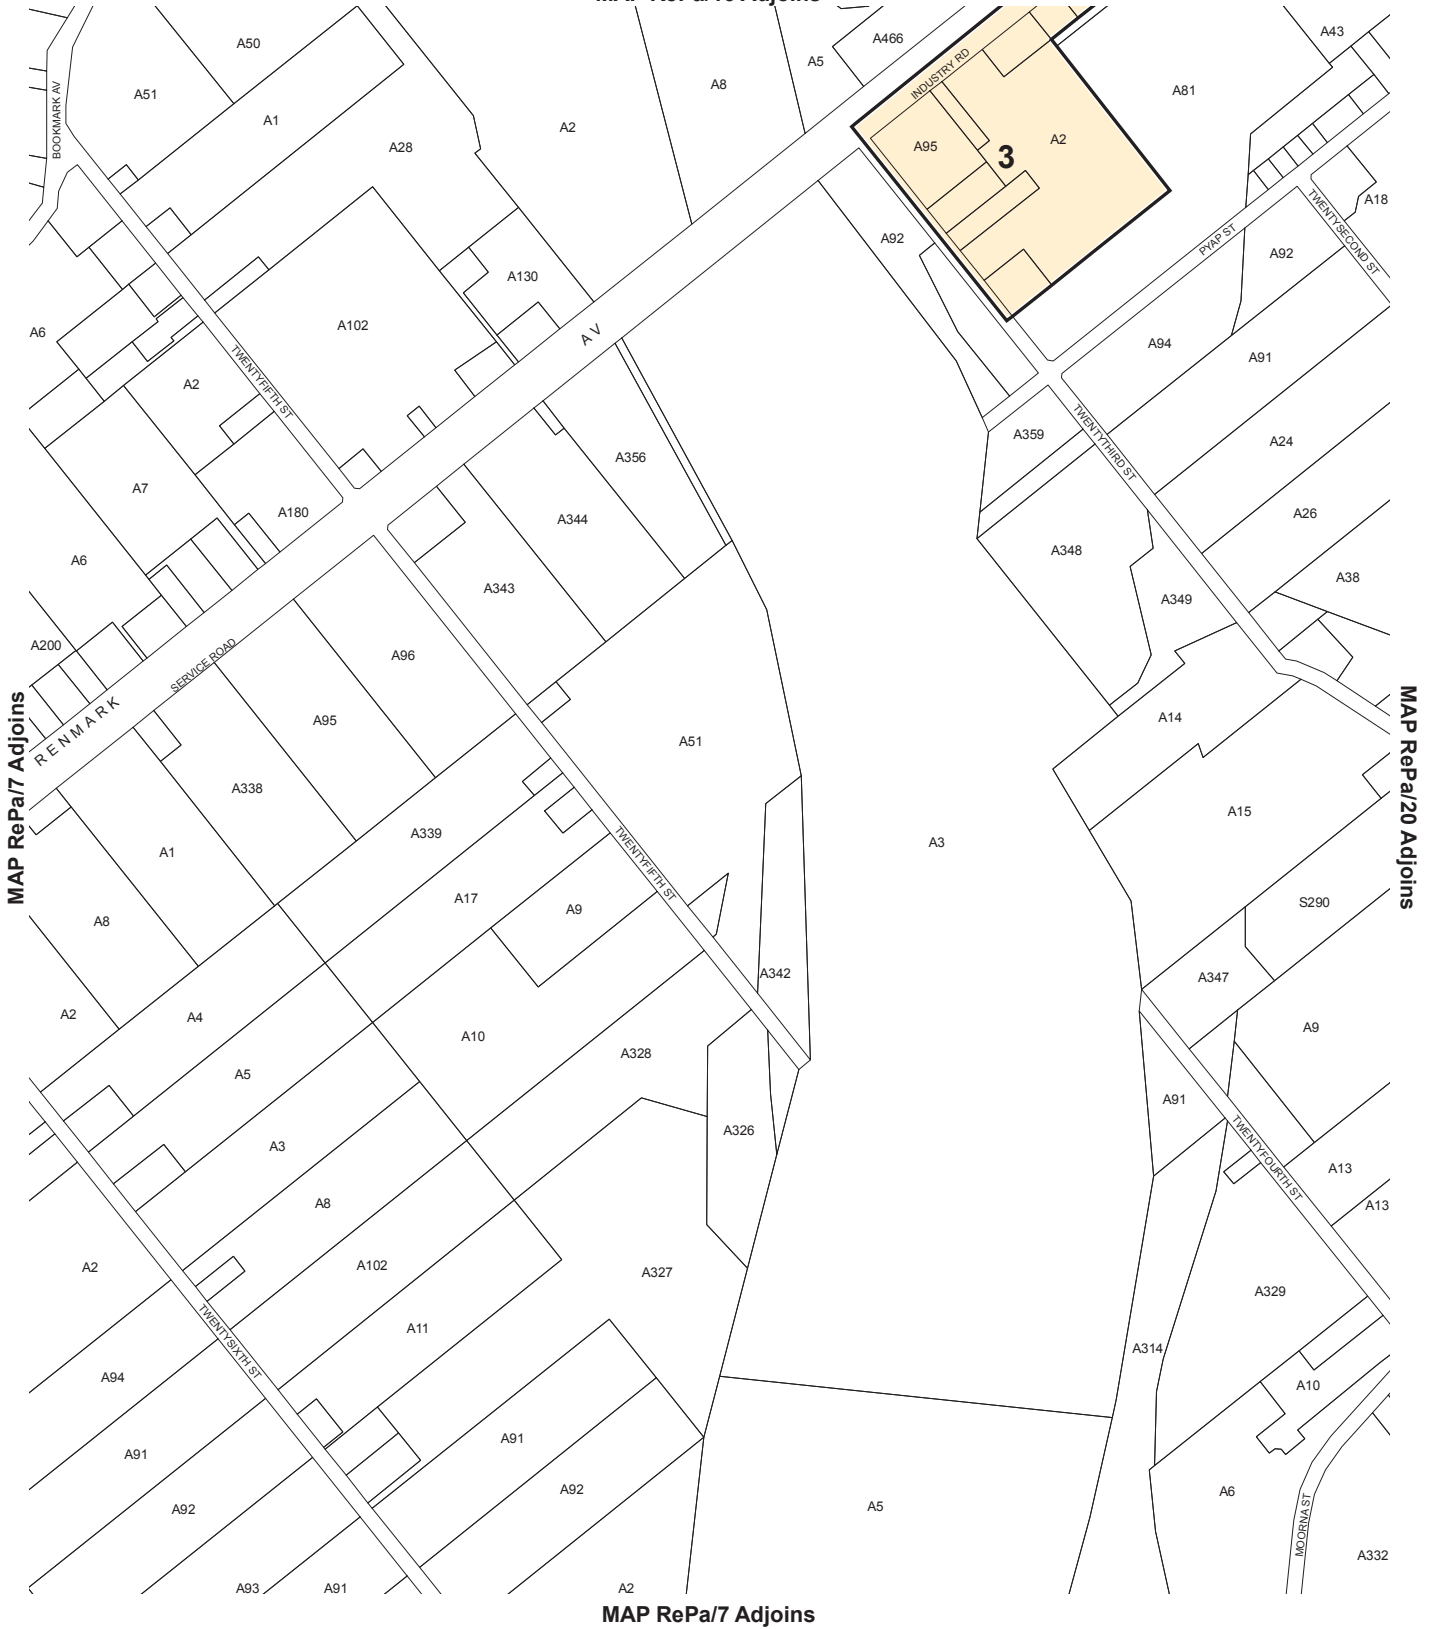 A50
A43
A466
A5
A8
A81
INDUSTRY RD
A51
BOOKMARK AV
A1
A2
A28
A95
3
A2
A18
TWENTYSECOND ST
PYAP ST
A92
A92
A130
A6
A102
AV
A94
A91
TWENTYFIFTH ST
A2
A359
TWENTYTHIRD ST
A24
A356
A7
A180
A344
A26
A348
A6
A38
A343
A349
A200
A96
SERVICE ROAD
RENMARK
A95
A14
A51
MAP RePa/7 Adjoins
MAP RePa/20 Adjoins
A338
A15
A339
A3
A1
TWENTYFIFTH ST
A17
A9
S290
A8
A342
A347
A2
A4
A10
A9
A328
A5
A91
A326
TWENTYFOURTH ST
A3
A13
A8
A13
A2
A102
A327
A329
A11
TWENTYSIXTH ST
A314
A94
A10
A91
A91
A92
A6
A92
A5
MOORNA ST
A332
A93
A91
A2
MAP RePa/7 Adjoins